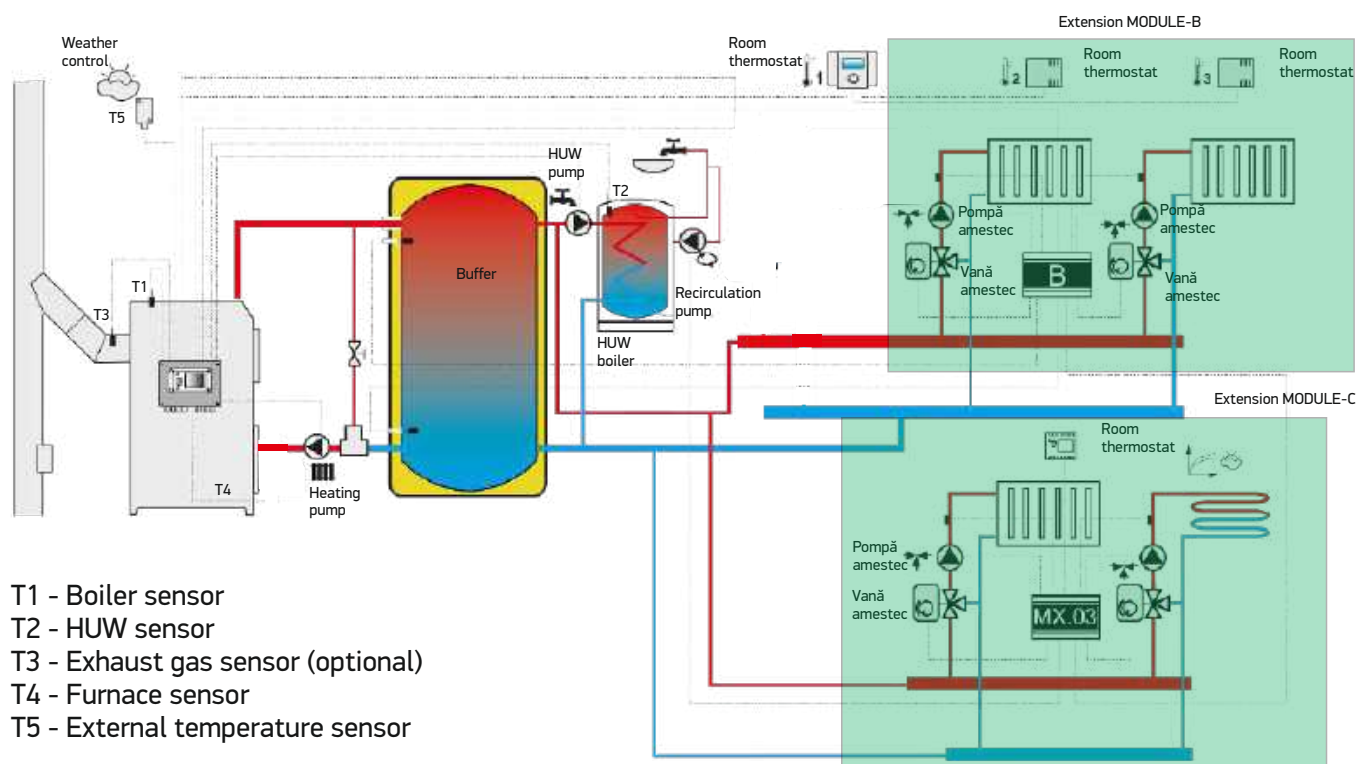 Extension MODULE-B
Weather
control
T5
Room
thermostat
1
2
Room
thermostat
3
Room
thermostat
HUW
pump
T2
Pompă
amestec
Pompă
amestec
Buffer
T1
T3
Vană
amestec
B
Vană
amestec
Recirculation
pump
HUW
boiler
Extension MODULE-C
Room
thermostat
T4
Heating
pump
Pompă
amestec
Vană
amestec
MX.03
T1 - Boiler sensor
T2 - HUW sensor
T3 - Exhaust gas sensor (optional)
T4 - Furnace sensor
T5 - External temperature sensor